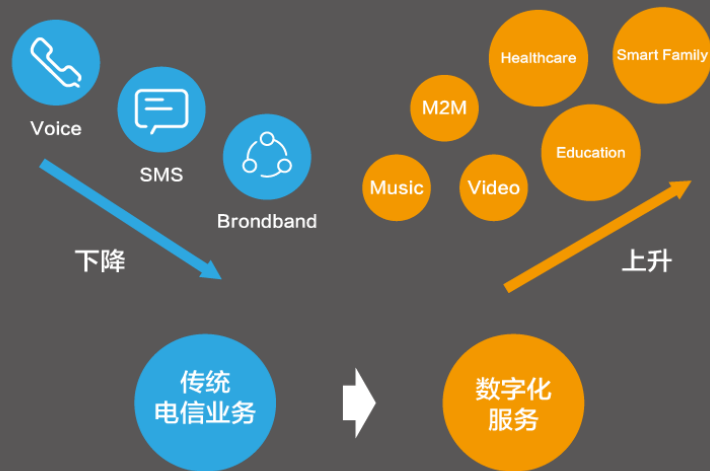 Voice
SMS
Brondband
下降
Healthcare
Smart Family
M2M
Education
Music
Video
上升
传统
电信业务
数字化
服务